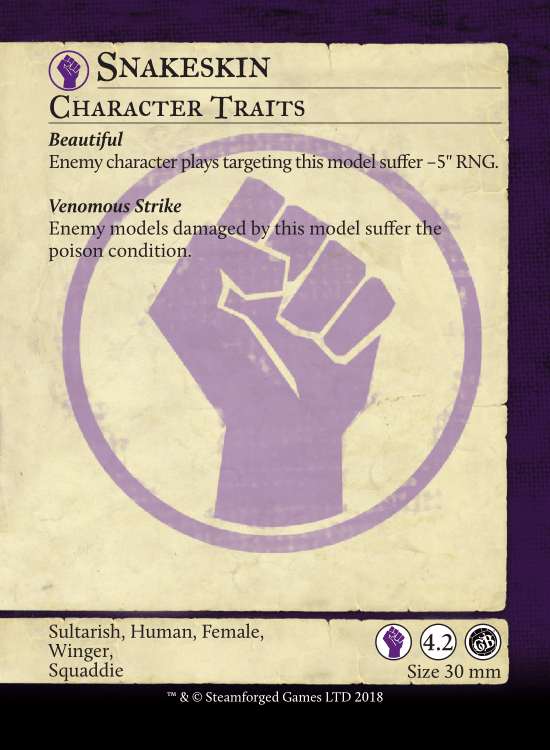 Snakeskin
Character Traits
Beautiful
Enemy character plays targeting this model suffer –5" RNG.
Venomous Strike
Enemy models damaged by this model suffer the
poison condition.
Sultarish, Human, Female,
Winger,
Squaddie
4.2
GB
Size 30 mm
™ & © Steamforged Games LTD 2018